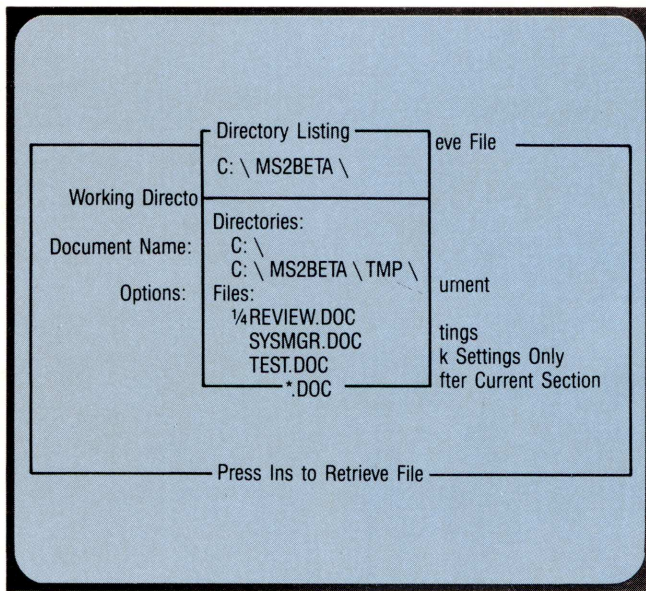 Directory Listing
eve File
C: \ MS2BETA \
Working Directo
Directories:
Document Name:
C: \
C: \ MS2BETA \ TMP \
Options:
Files:
ument
¼REVIEW.DOC
SYSMGR.DOC
tings
TEST.DOC
k Settings Only
*.DOC
fter Current Section
Press Ins to Retrieve File